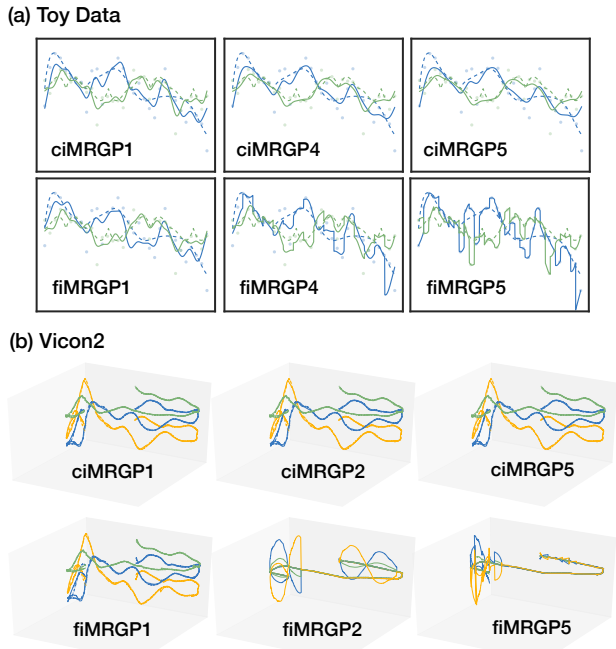 (a) Toy Data
ciMRGP1
ciMRGP4
ciMRGP5
fiMRGP1
fiMRGP4
fiMRGP5
(b) Vicon2
ciMRGP1
ciMRGP2
ciMRGP5
fiMRGP1
fiMRGP2
fiMRGP5